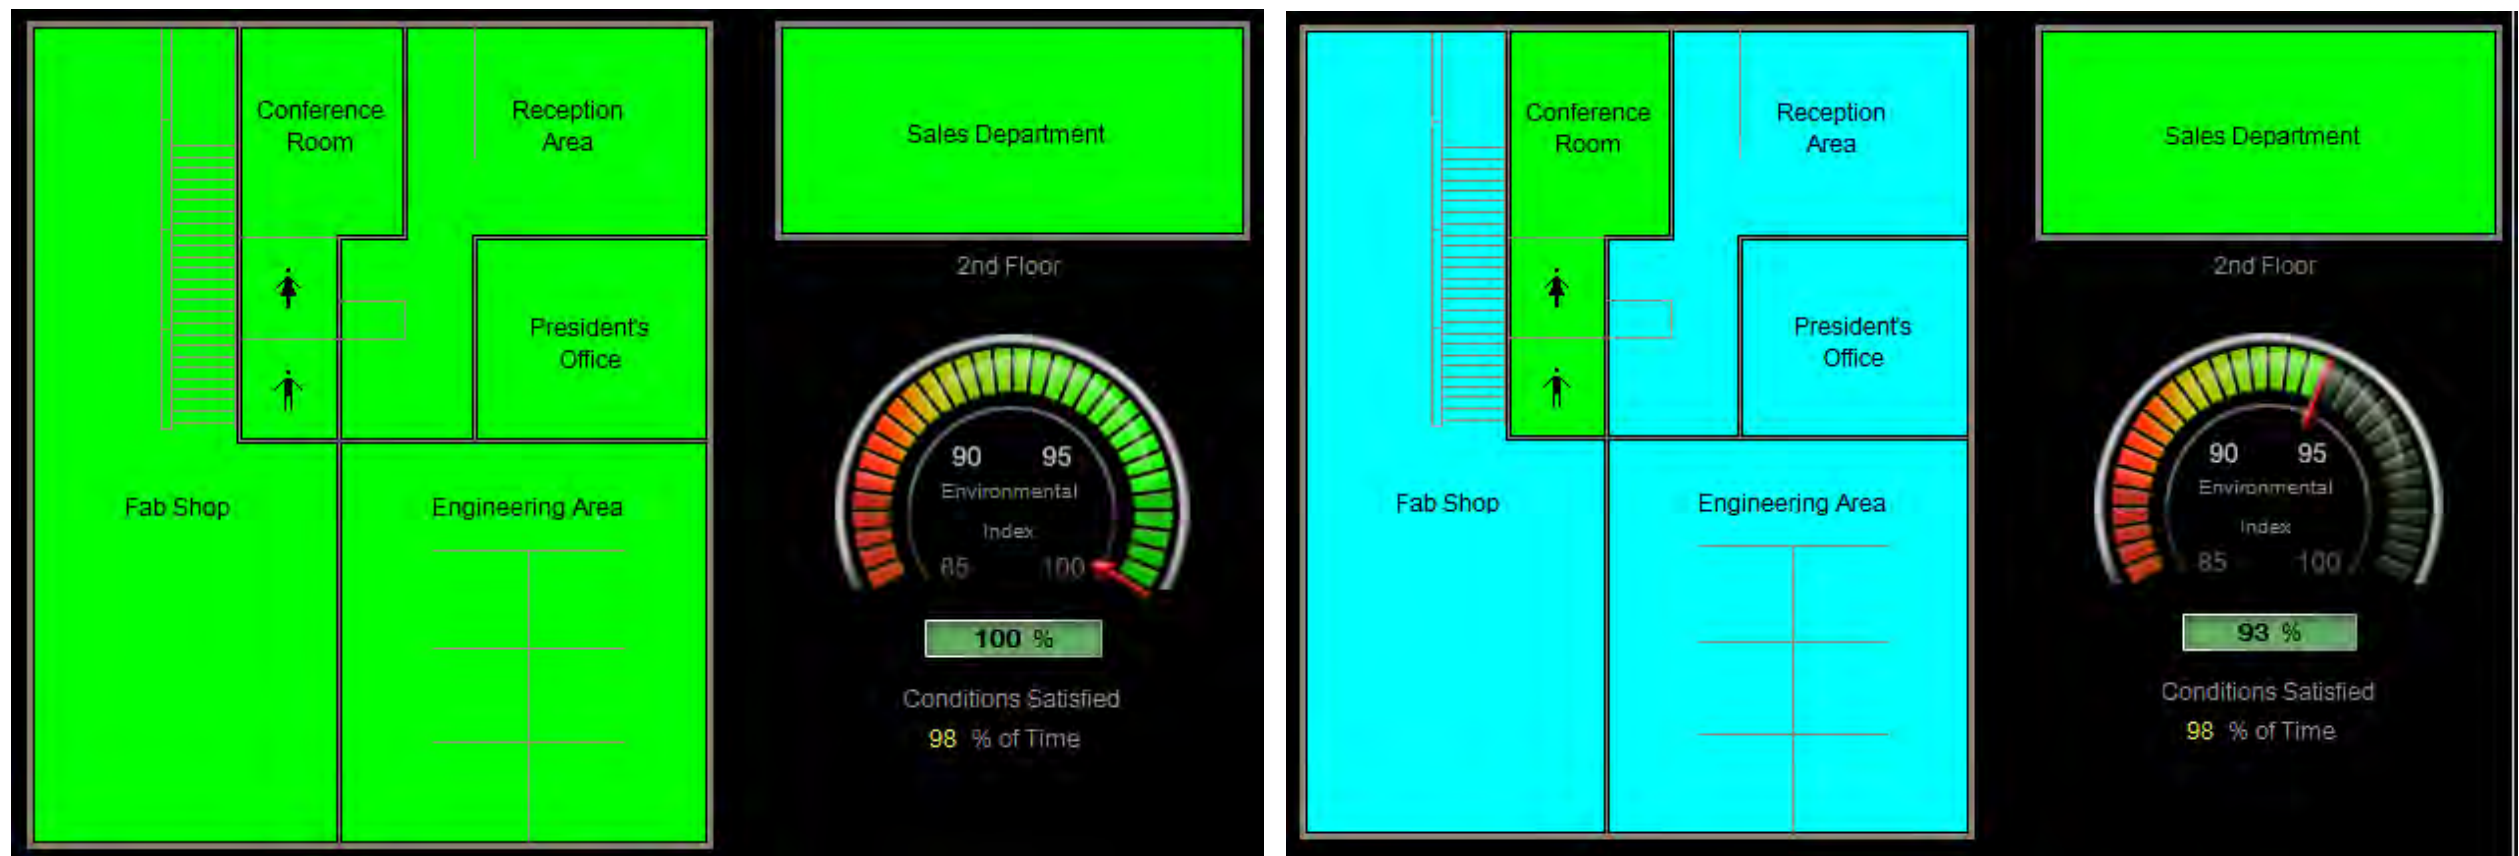 Conference
Room
Reception
Area
Sales Department
2nd Floor
President's
Office
Fab Shop
Engineering Area
90 95
Environmental
Index
85 100
100 %
Conditions Satisfied
98 % of Time
Conference
Room
Reception
Area
Sales Department
2nd Floor
President's
Office
Fab Shop
Engineering Area
90 95
Environmental
Index
85 100
93 %
Conditions Satisfied
98 % of Time